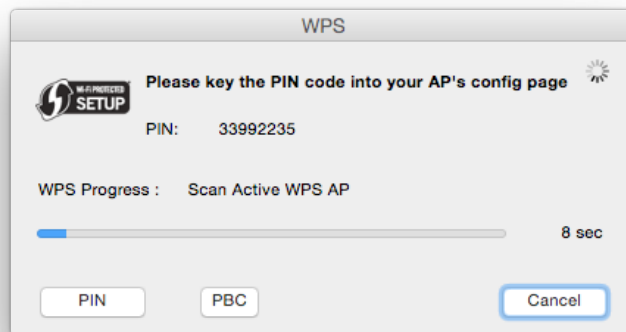 WPS
Wi-Fi PROTECTED
SETUP
Please key the PIN code into your AP's config page
PIN: 33992235
WPS Progress : Scan Active WPS AP
8 sec
PIN PBC Cancel